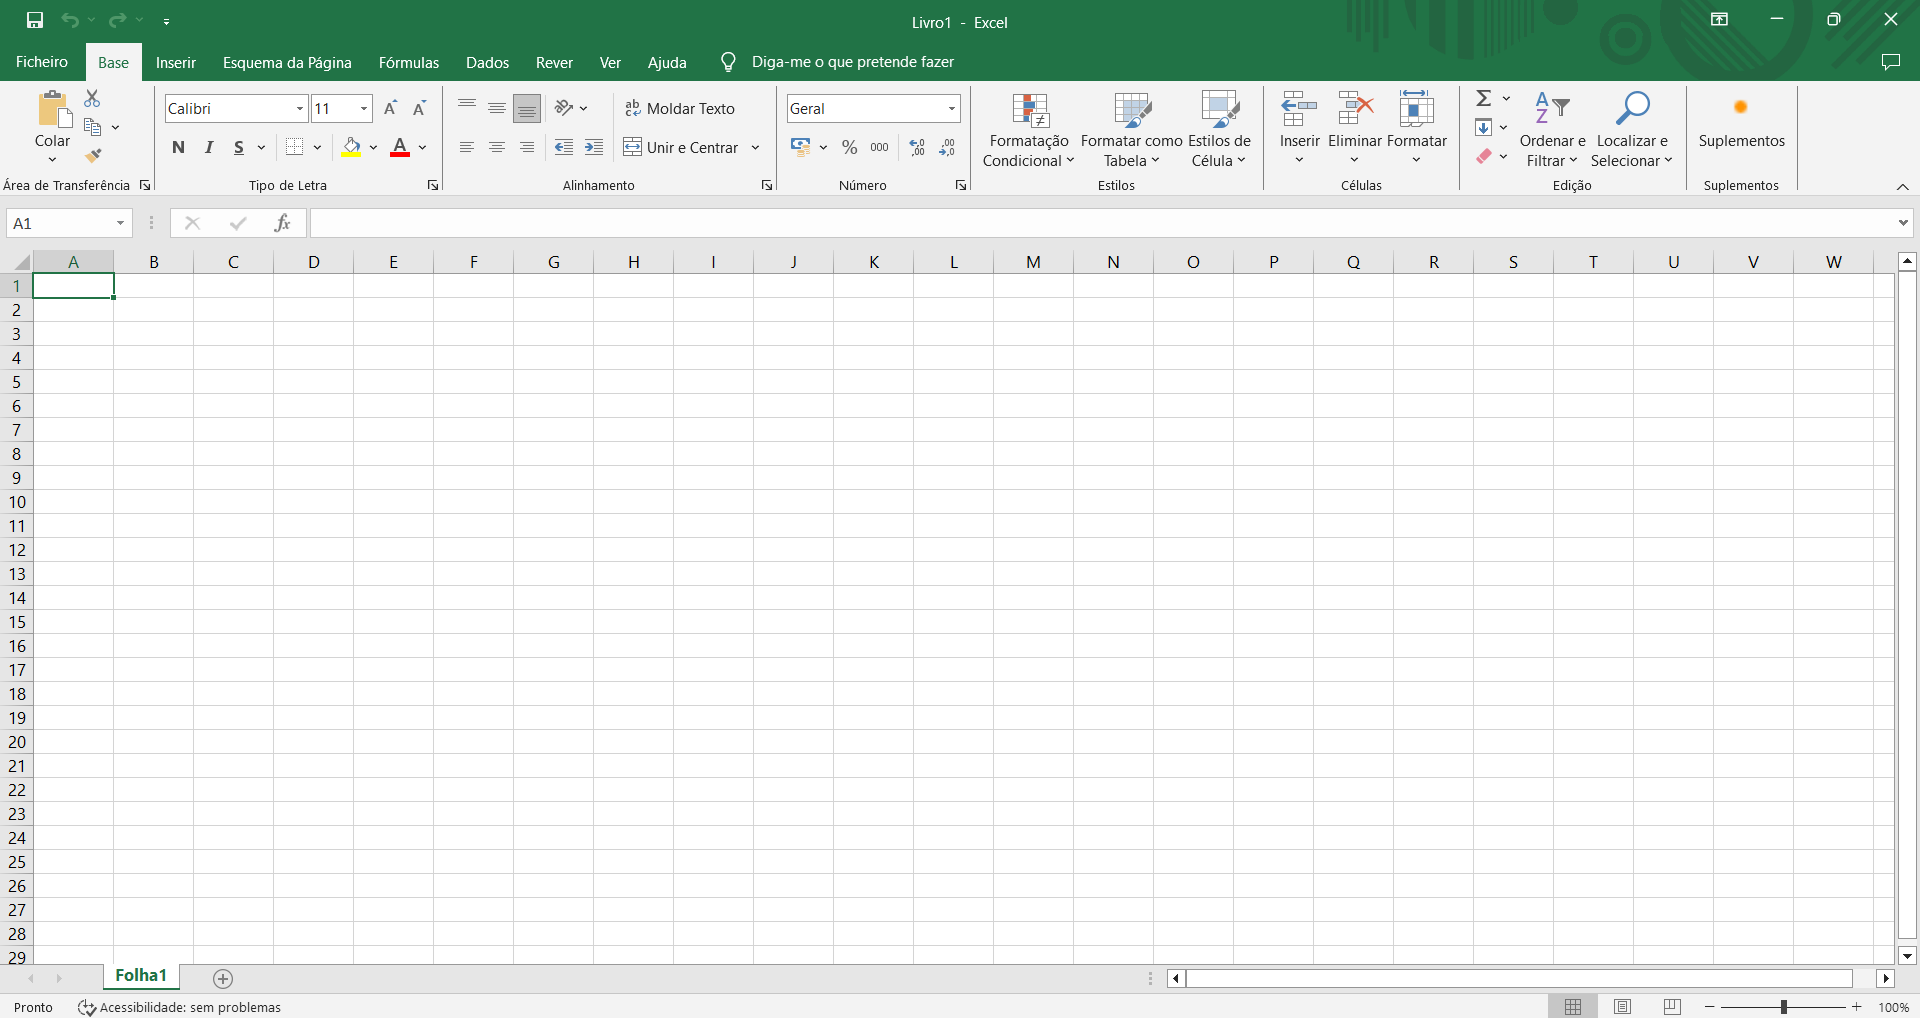 Livro1 - Excel
Ficheiro Base Inserir Esquema da Página Fórmulas Dados Rever Ver Ajuda Diga-me o que pretende fazer
Colar
Área de Transferência
Calibri 11
N I S A
Tipo de Letra
Moldar Texto
Unir e Centrar
Alinhamento
Geral
% 000
Número
Formatação Condicional
Formatar como Tabela
Estilos de Célula
Estilos
Inserir Eliminar Formatar
Células
Ordenar e Filtrar
Localizar e Selecionar
Edição
Suplementos
Suplementos
A1 fx
A B C D E F G H I J K L M N O P Q R S T U V W
1
2
3
4
5
6
7
8
9
10
11
12
13
14
15
16
17
18
19
20
21
22
23
24
25
26
27
28
29
Folha1
Pronto Acessibilidade: sem problemas 100%